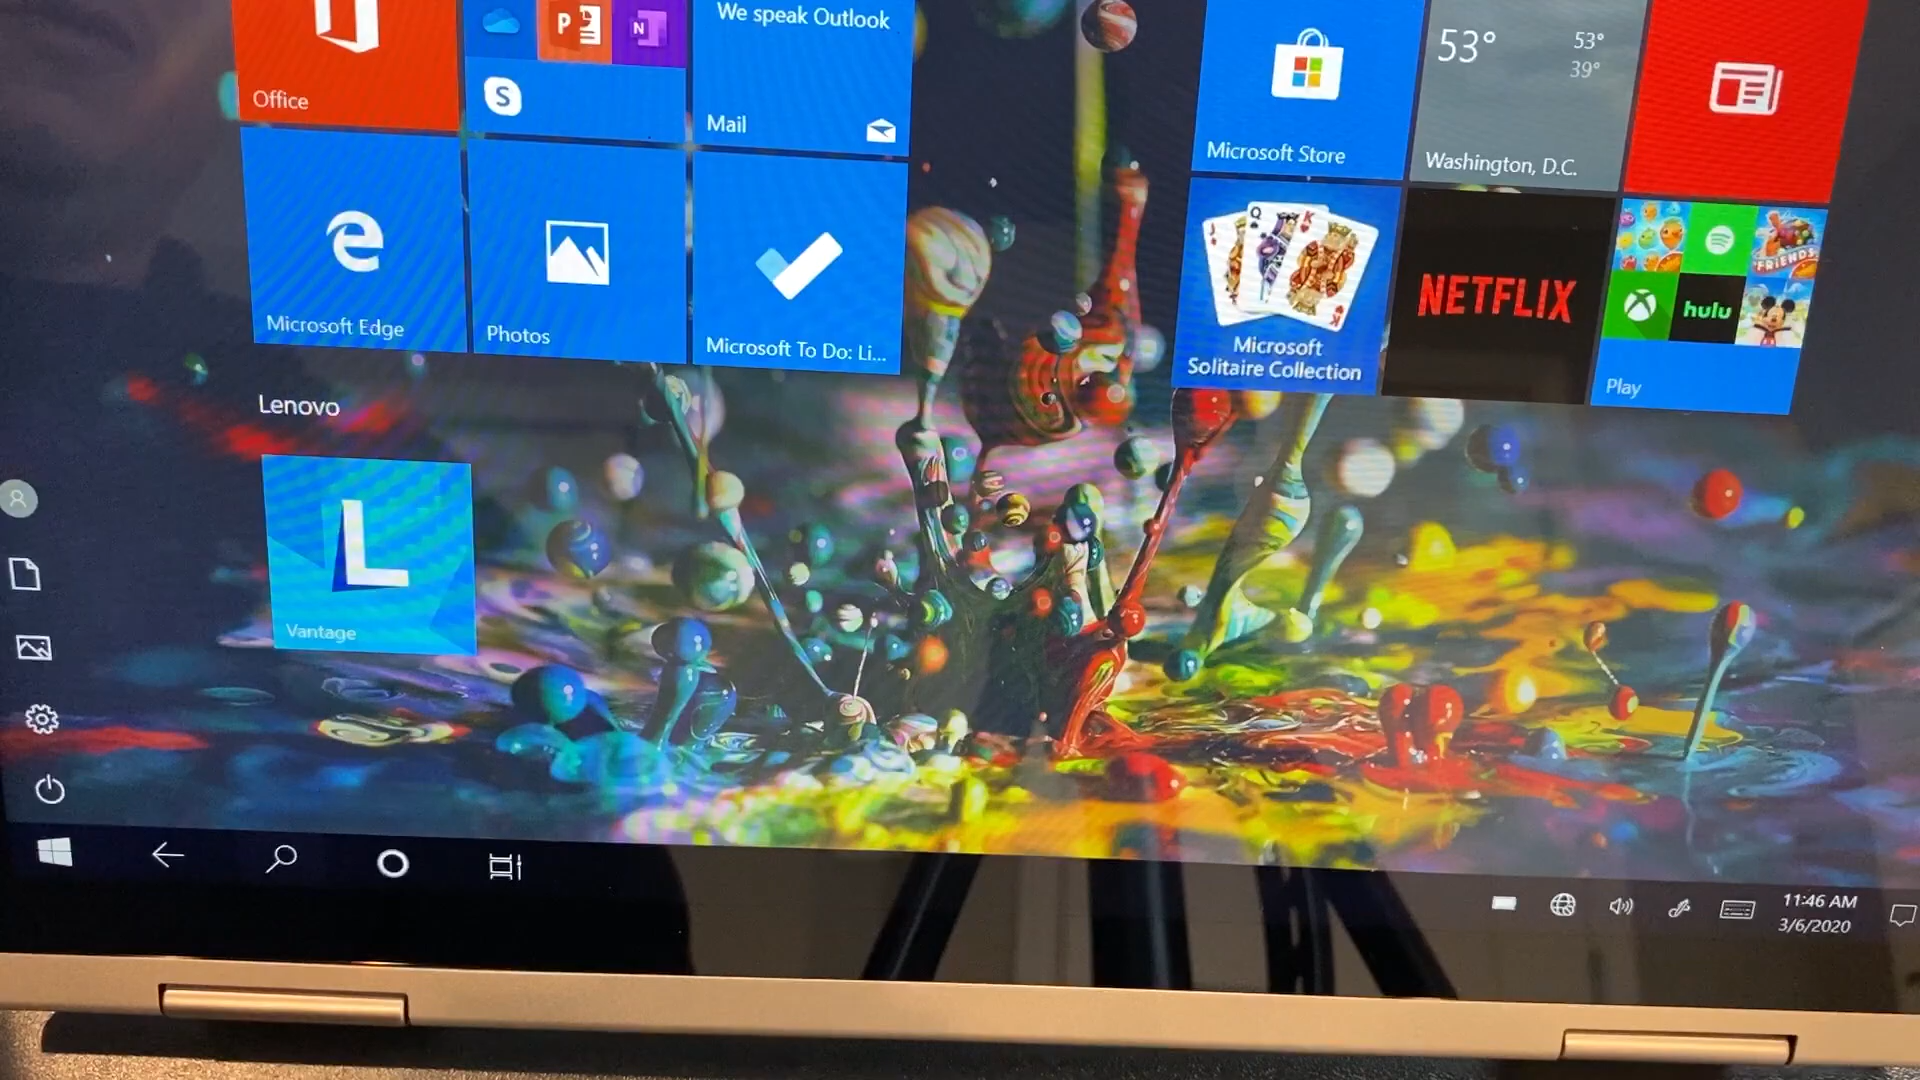 We speak Outlook
Office
P
N
S
Mail
Microsoft Edge
Photos
Microsoft To Do: Li...
Lenovo
L
Vantage
Microsoft Store
53°
53°
39°
Washington, D.C.
J
Q
K
K
Microsoft
Solitaire Collection
NETFLIX
FRIENDS
hulu
Play
11:46 AM
3/6/2020